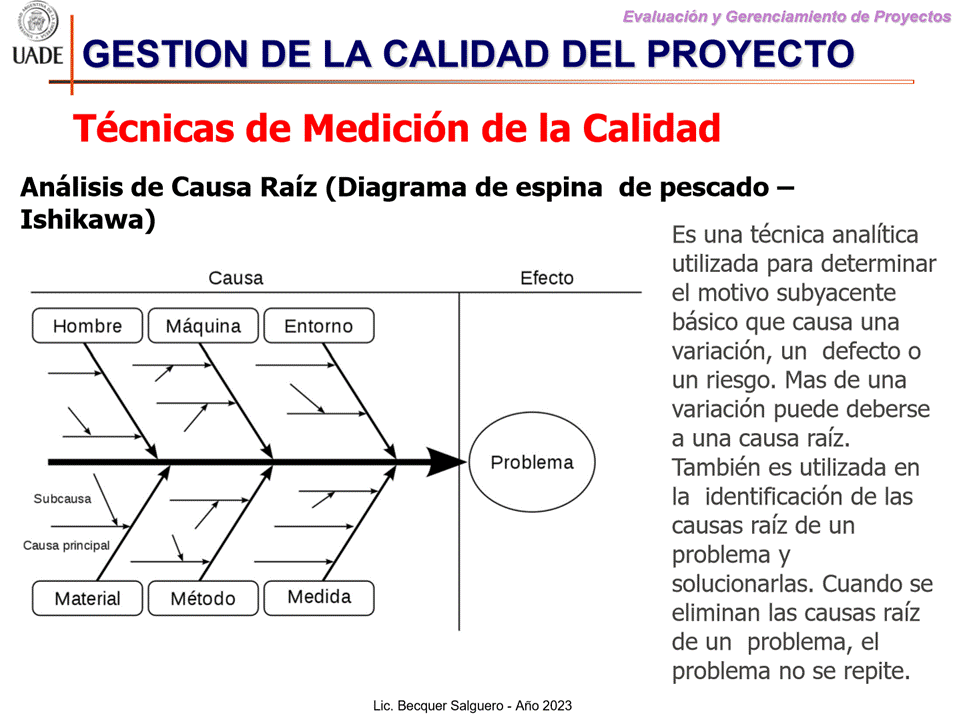 Evaluación y Gerenciamiento de Proyectos
UADE
GESTION DE LA CALIDAD DEL PROYECTO
Técnicas de Medición de la Calidad
Análisis de Causa Raíz (Diagrama de espina  de pescado –
Ishikawa)
Causa
Efecto
Hombre
Máquina
Entorno
Problema
Subcausa
Causa principal
Material
Método
Medida
Es una técnica analítica
utilizada para determinar
el motivo subyacente
básico que causa una
variación, un  defecto o
un riesgo. Mas de una
variación puede deberse
a una causa raíz.
También es utilizada en
la  identificación de las
causas raíz de un
problema y
solucionarlas. Cuando se
eliminan las causas raíz
de un  problema, el
problema no se repite.
Lic. Becquer Salguero - Año 2023